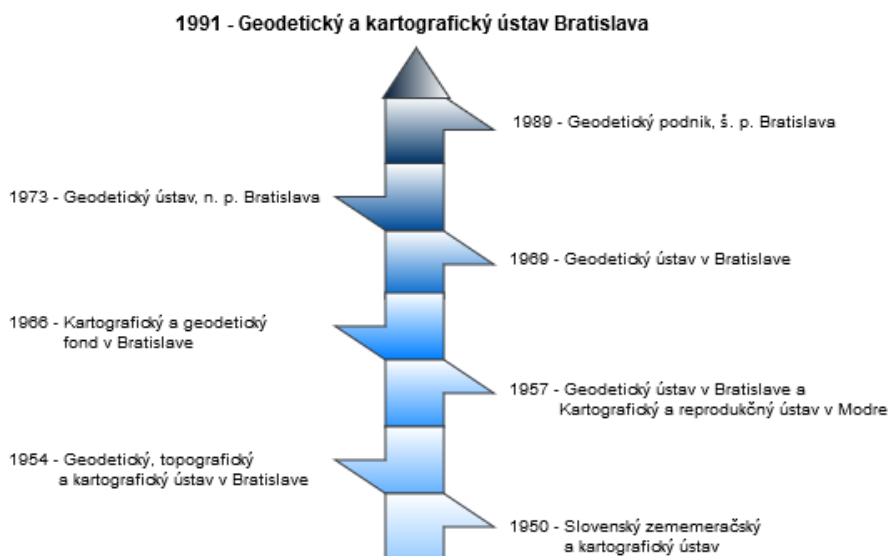 1991 - Geodetický a kartografický ústav Bratislava
1989 - Geodetický podnik, š. p. Bratislava
1973 - Geodetický ústav, n. p. Bratislava
1969 - Geodetický ústav v Bratislave
1966 - Kartografický a geodetický
fond v Bratislave
1957 - Geodetický ústav v Bratislave a
Kartografický a reprodukčný ústav v Modre
1954 - Geodetický, topografický
a kartografický ústav v Bratislave
1950 - Slovenský zememeračský
a kartografický ústav